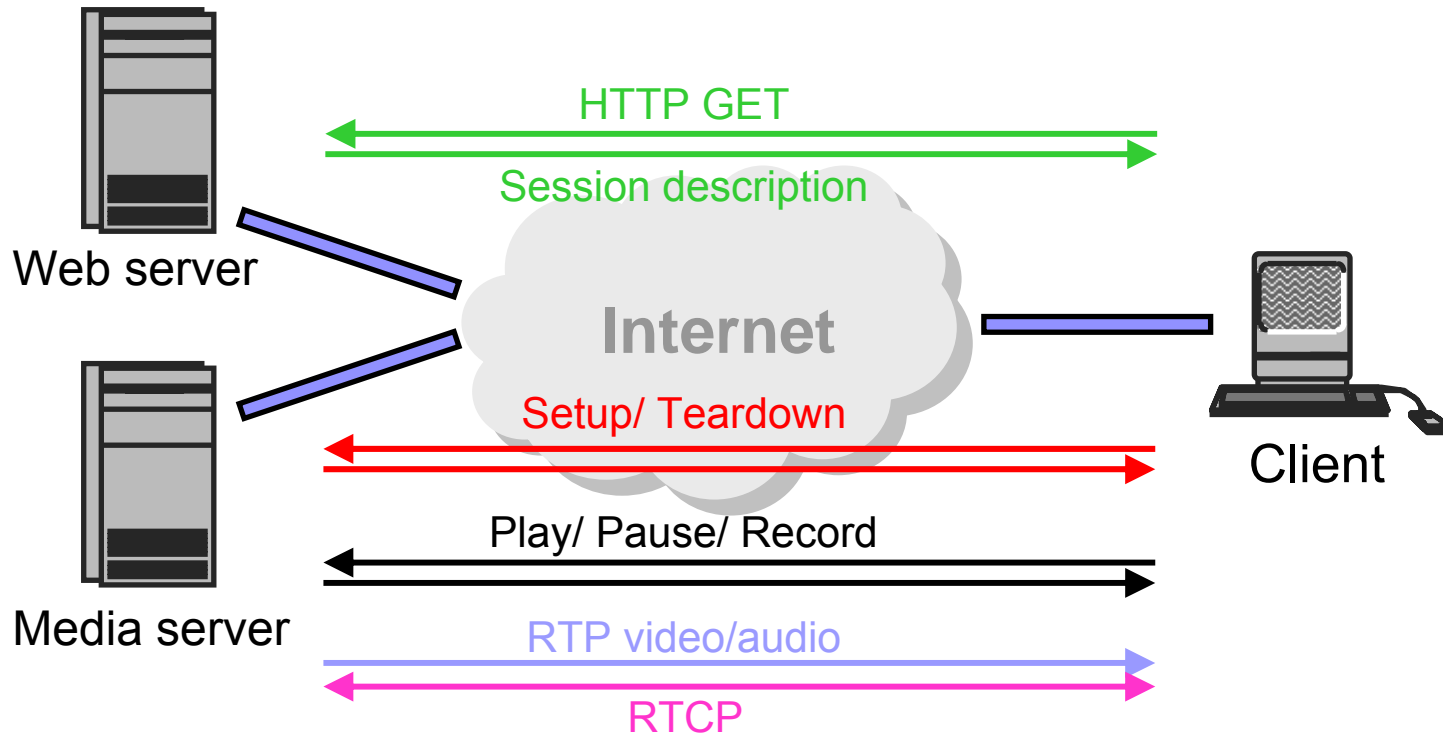 HTTP GET
Session description
Web server
Internet
Setup/ Teardown
Client
Play/ Pause/ Record
Media server
RTP video/audio
RTCP